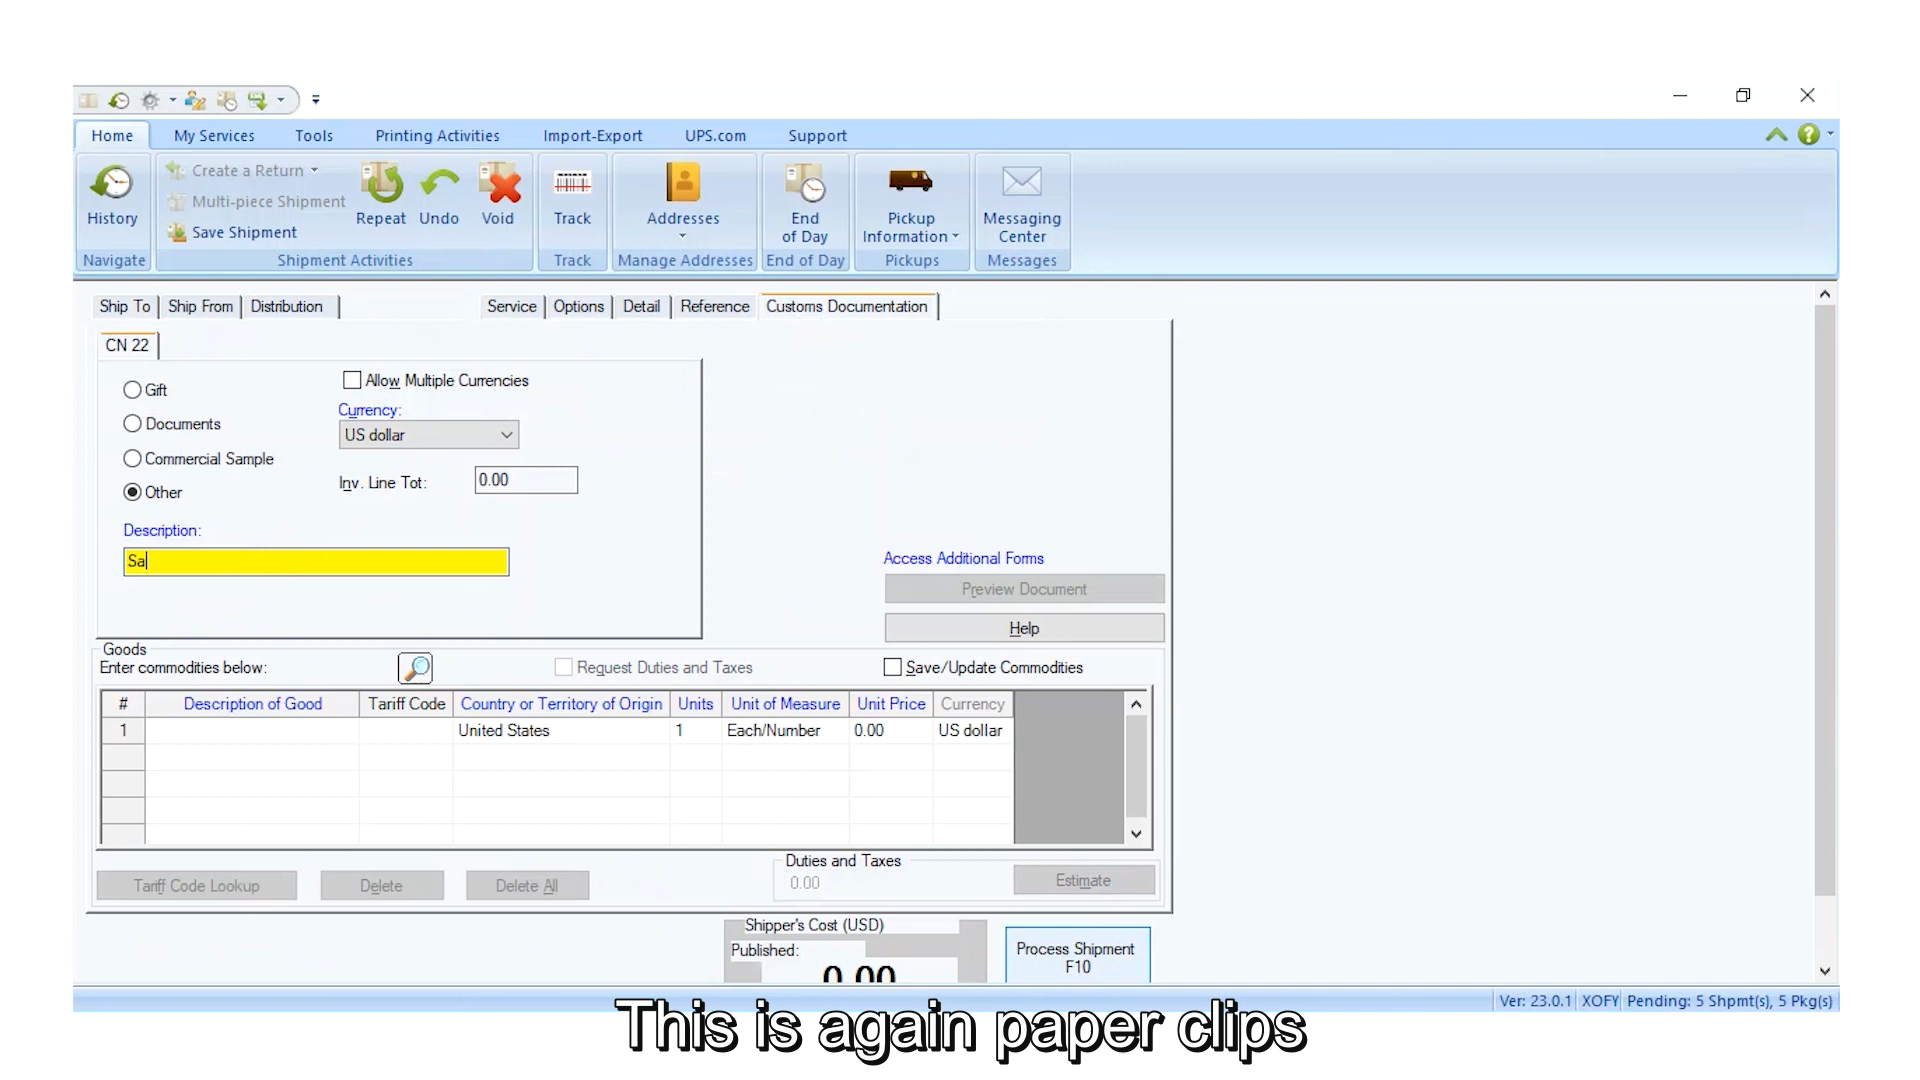 Home My Services Tools Printing Activities Import-Export UPS.com Support
History
Create a Return
Multi-piece Shipment
Save Shipment
Repeat Undo Void Track Addresses End of Day Pickup Information Messaging Center
Navigate Shipment Activities Track Manage Addresses End of Day Pickups Messages
Ship To Ship From Distribution Service Options Detail Reference Customs Documentation
CN 22
Gift
Documents
Commercial Sample
Other
Allow Multiple Currencies
Currency:
US dollar
Inv. Line Tot: 0.00
Description:
Sa
Access Additional Forms
Preview Document
Help
Goods
Enter commodities below: Request Duties and Taxes Save/Update Commodities
# Description of Good Tariff Code Country or Territory of Origin Units Unit of Measure Unit Price Currency
1 United States 1 Each/Number 0.00 US dollar
Tariff Code Lookup Delete Delete All
Duties and Taxes
0.00
Estimate
Shipper's Cost (USD)
Published:
0.00
Process Shipment
F10
Ver: 23.0.1 XOFY Pending: 5 Shpmt(s), 5 Pkg(s)
This is again paper clips